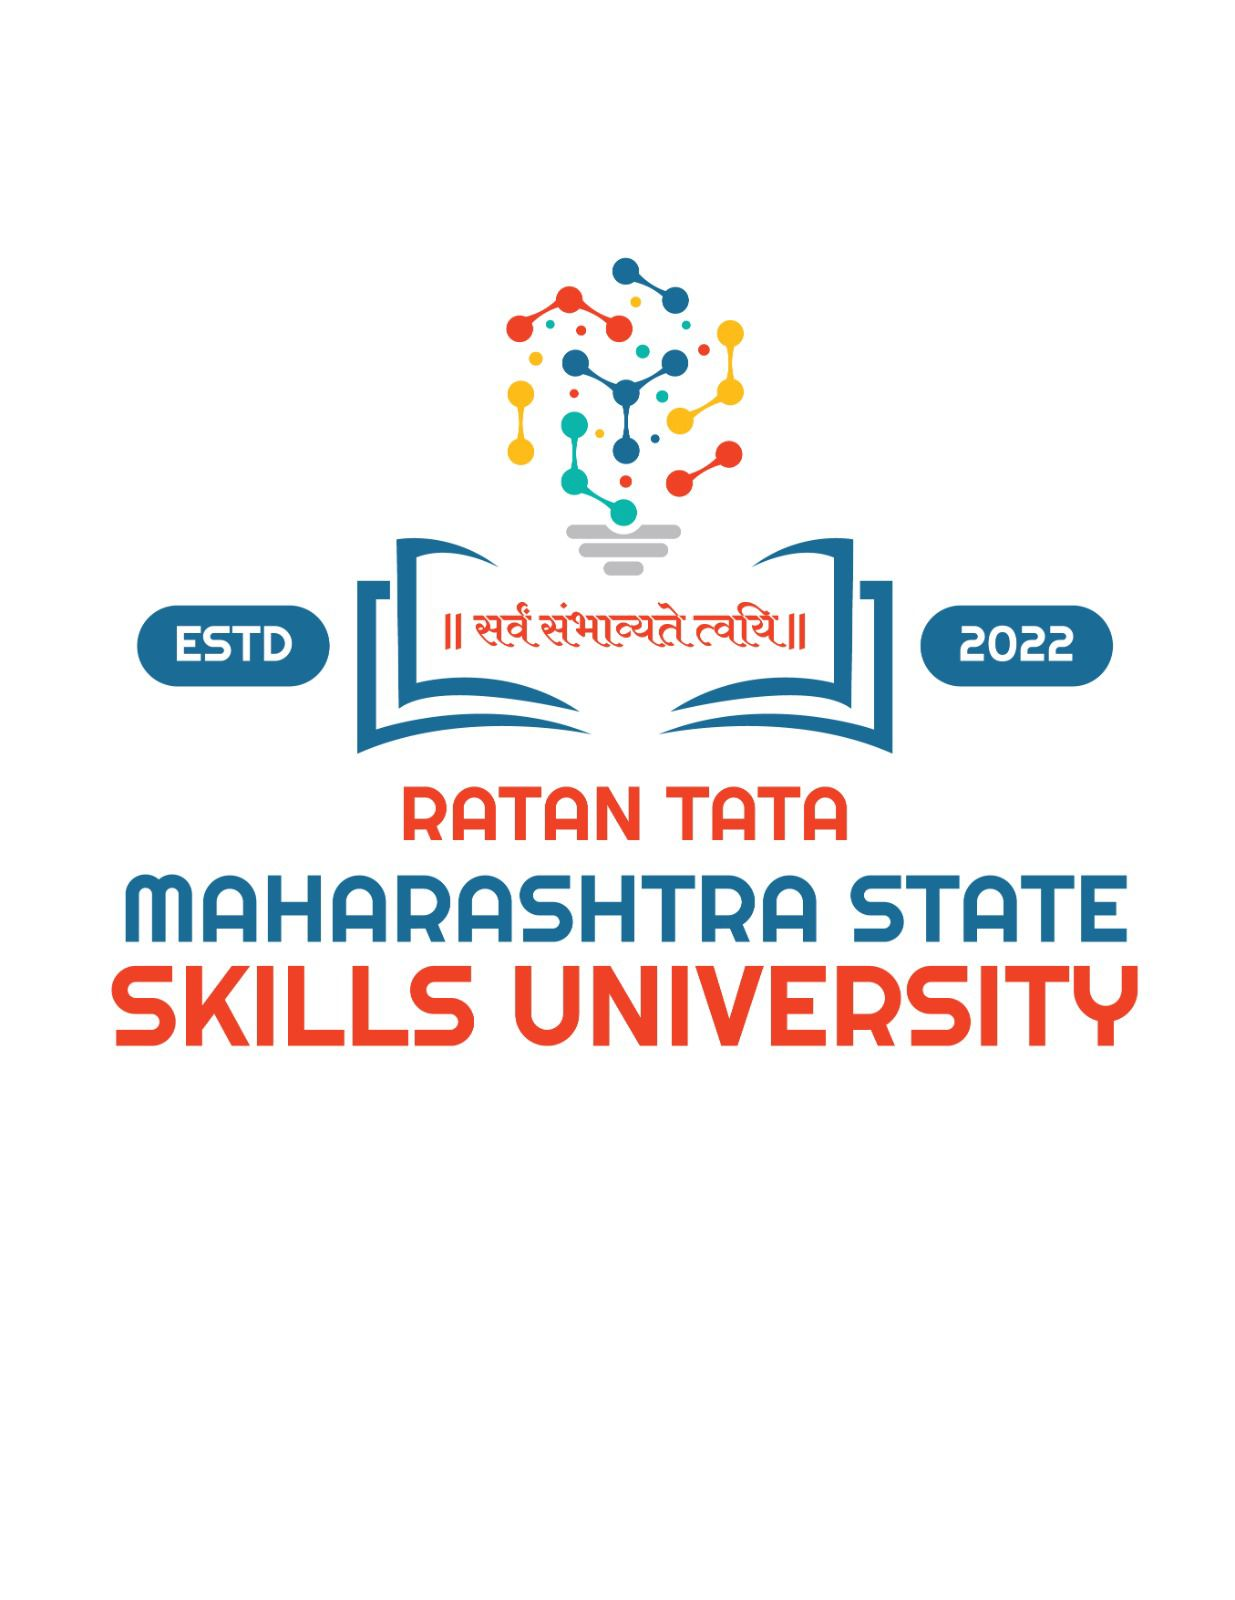 ESTD
॥ सर्वं संभाव्यते त्वयि ॥
2022
RATAN TATA
MAHARASHTRA STATE
SKILLS UNIVERSITY